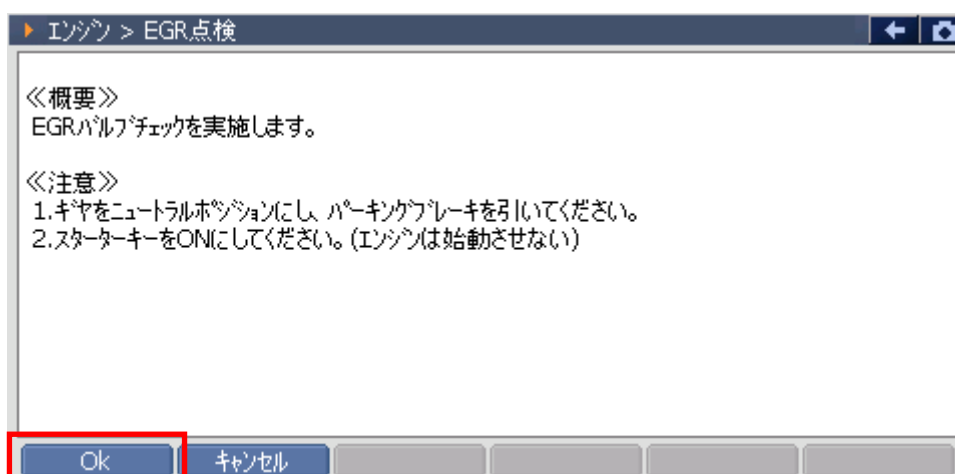 ｴﾝｼﾞﾝ > EGR点検
≪概要≫
EGRﾊﾞﾙﾌﾞﾁｪｯｸを実施します。
≪注意≫
1.ｷﾞﾔをﾆｭｰﾄﾗﾙﾎﾟｼﾞｼｮﾝにし、ﾊﾟｰｷﾝｸﾞﾌﾞﾚｰｷを引いてください。
2.ｽﾀｰﾀｰｷｰをONにしてください。(ｴﾝｼﾞﾝは始動させない)
Ok ｷｬﾝｾﾙ